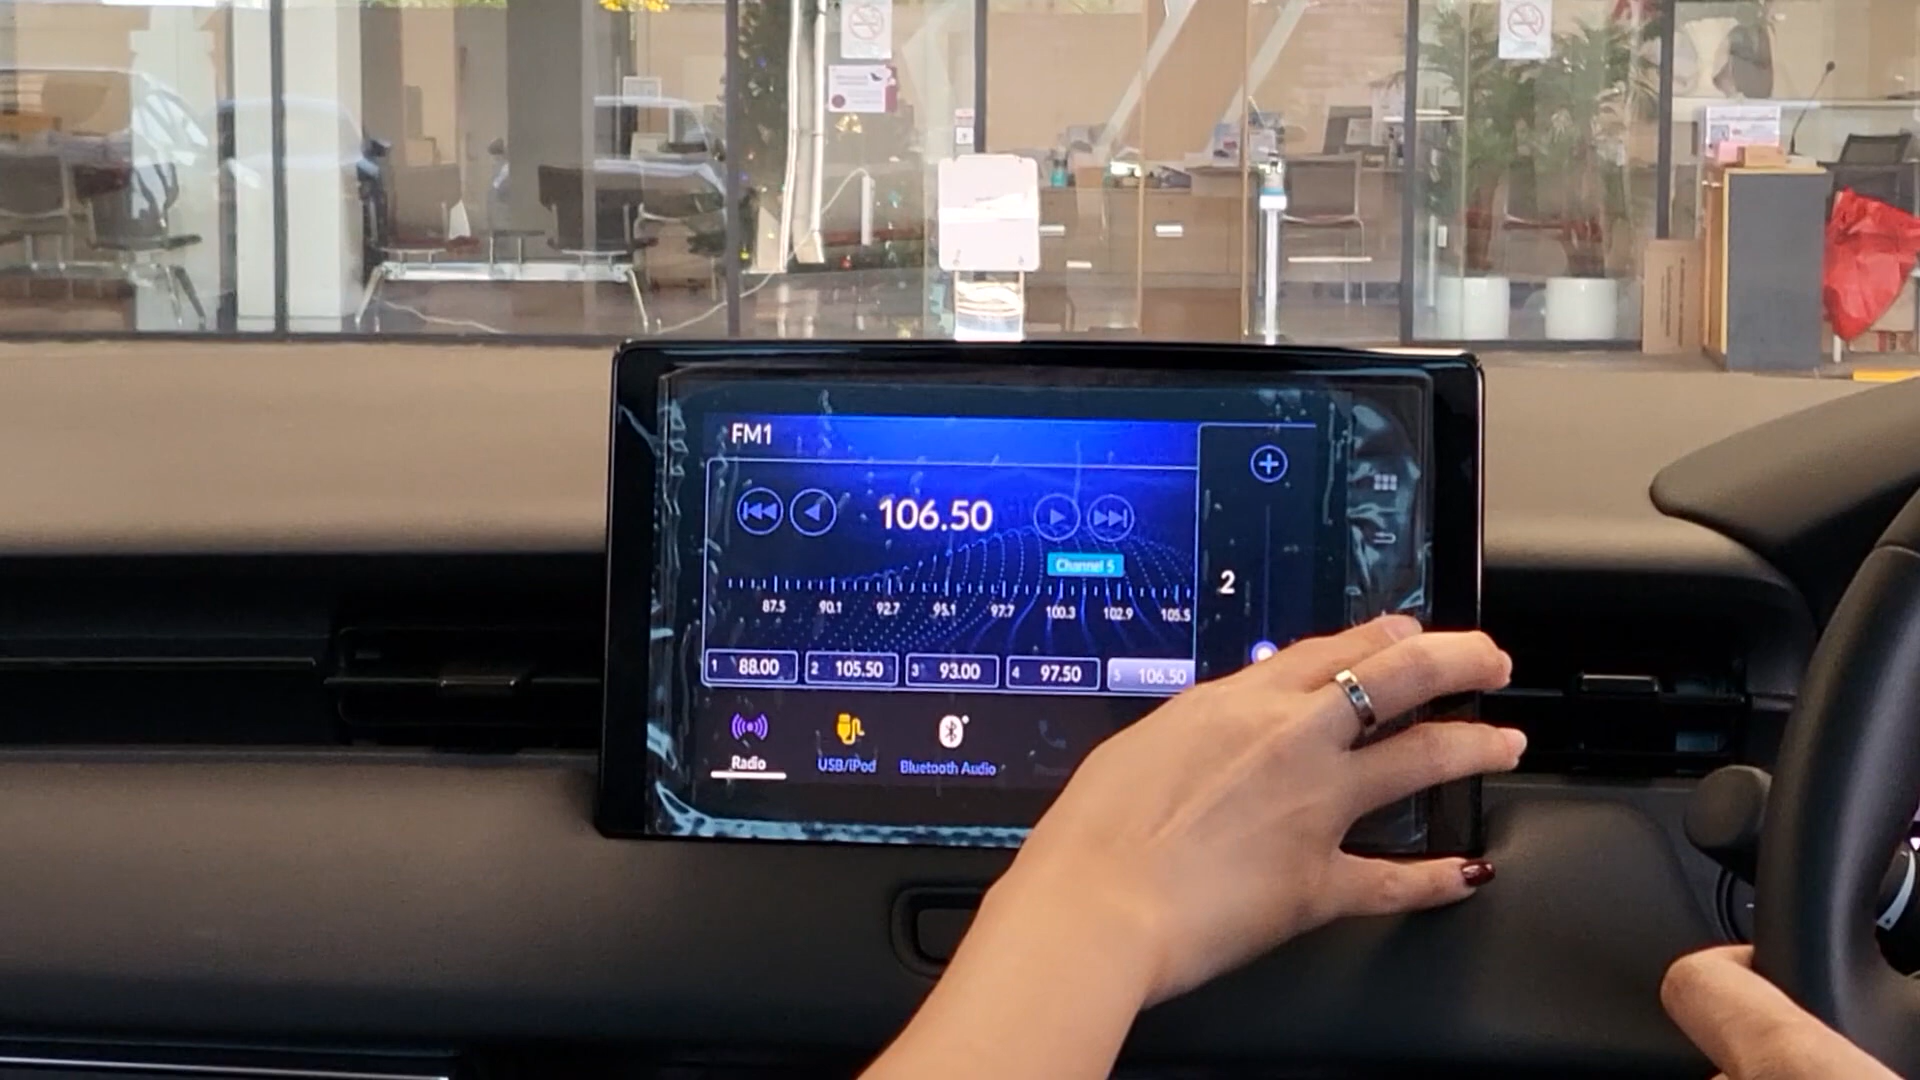 FM1
106.50
Channel 5
87.5 90.1 92.7 95.1 97.7 100.3 102.9 105.5
2
1 88.00 2 105.50 3 93.00 4 97.50 5 106.50
Radio USB/iPod Bluetooth Audio